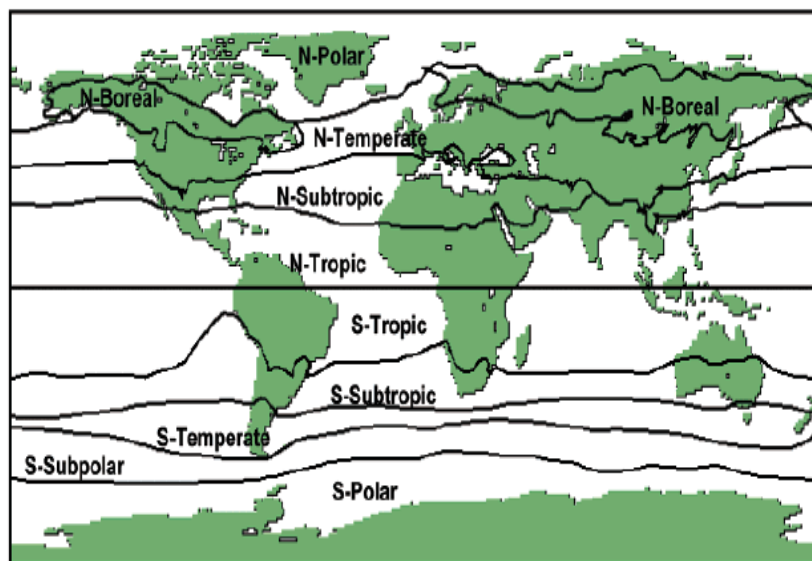 N-Polar
N-Boreal
N-Boreal
N-Temperate
N-Subtropic
N-Tropic
S-Tropic
S-Subtropic
S-Temperate
S-Subpolar
S-Polar